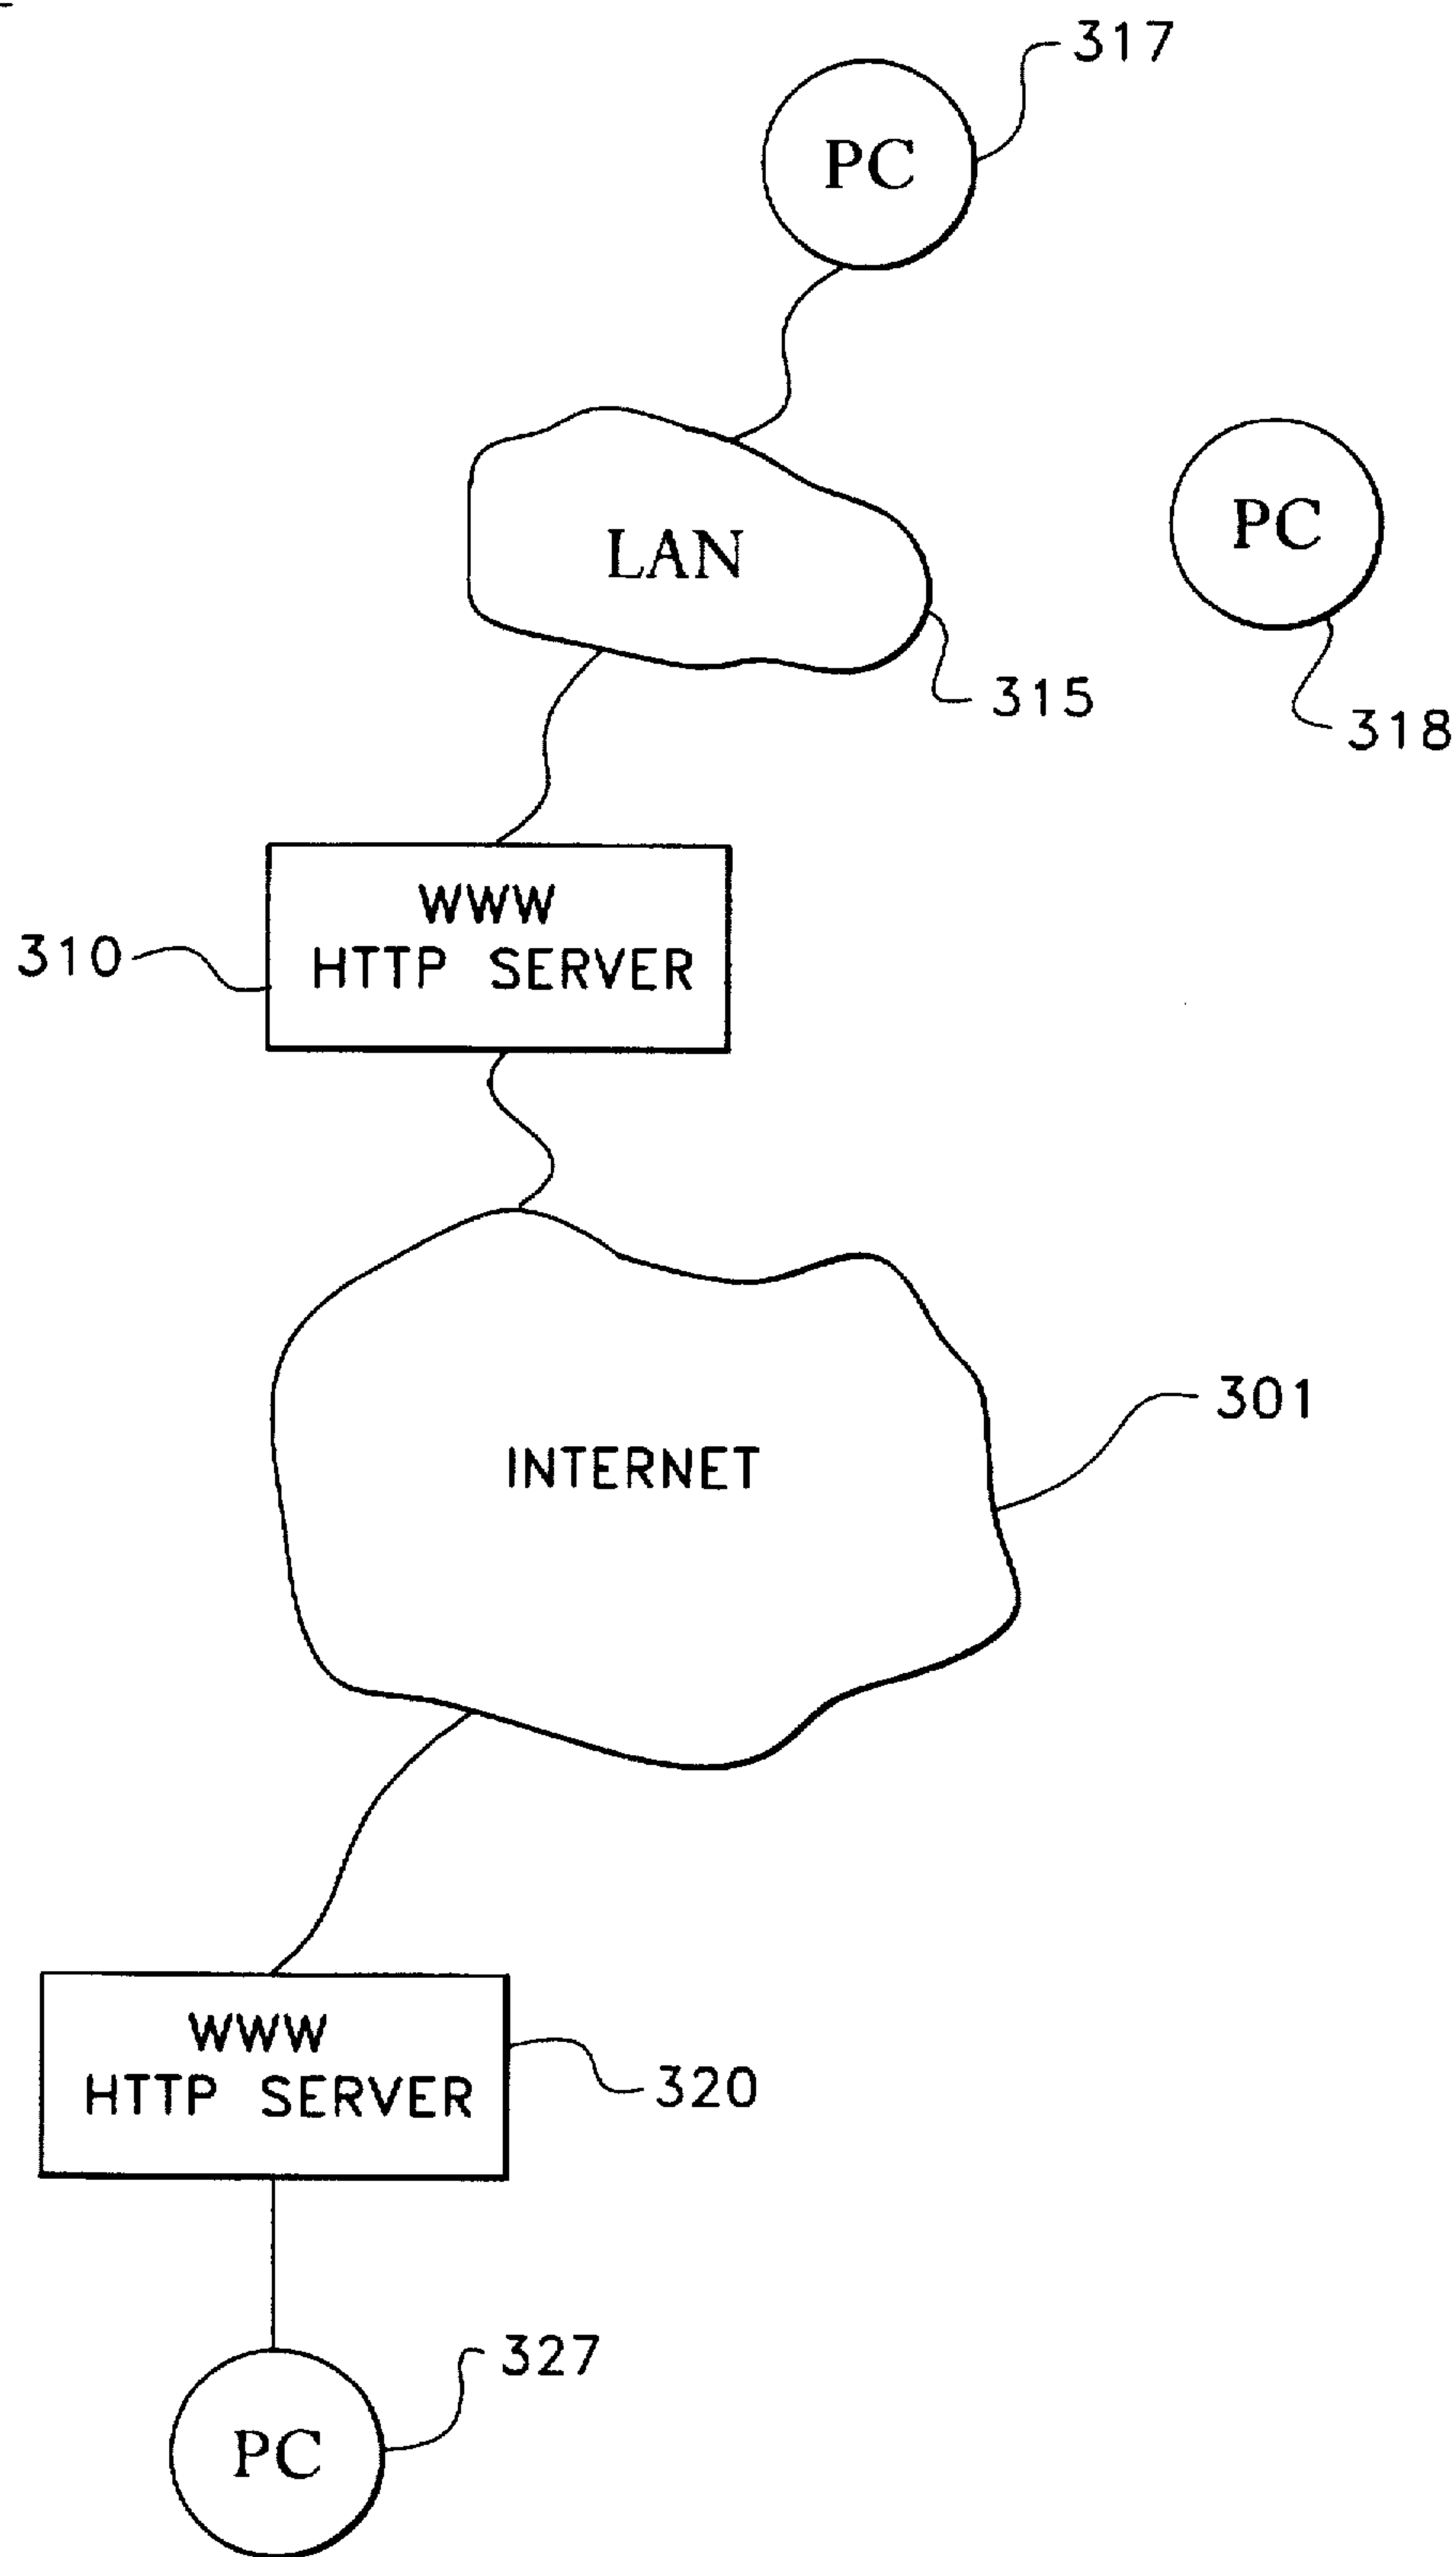 317
PC
LAN
PC
315
318
WWW
HTTP SERVER
310
INTERNET
301
WWW
HTTP SERVER
320
327
PC